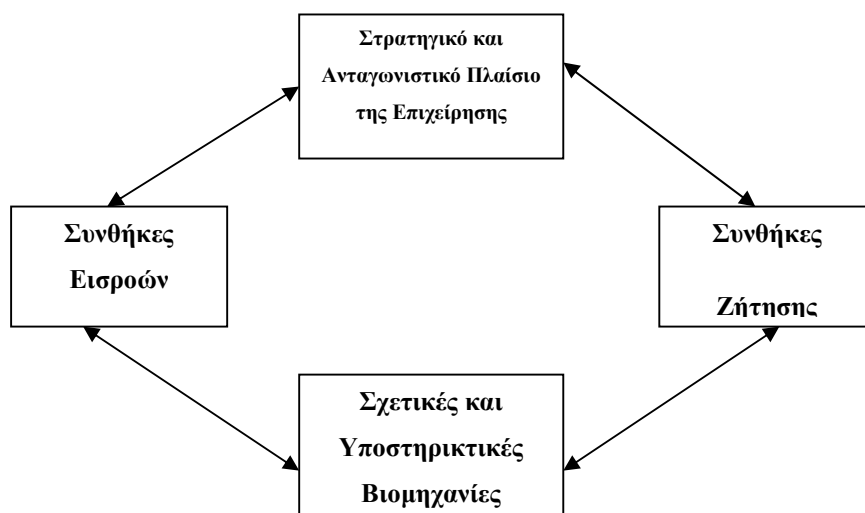 Στρατηγικό και
Ανταγωνιστικό Πλαίσιο
της Επιχείρησης
Συνθήκες
Εισροών
Συνθήκες
Ζήτησης
Σχετικές και
Υποστηρικτικές
Βιομηχανίες